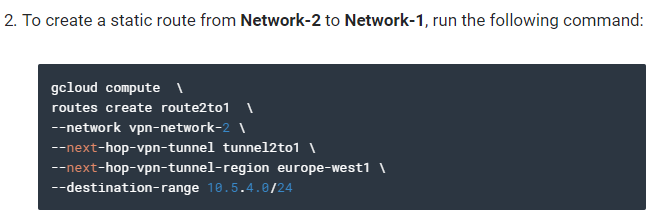 2. To create a static route from Network-2 to Network-1, run the following command:
gcloud compute  \
routes create route2to1  \
--network vpn-network-2 \
--next-hop-vpn-tunnel tunnel2to1 \
--next-hop-vpn-tunnel-region europe-west1 \
--destination-range 10.5.4.0/24